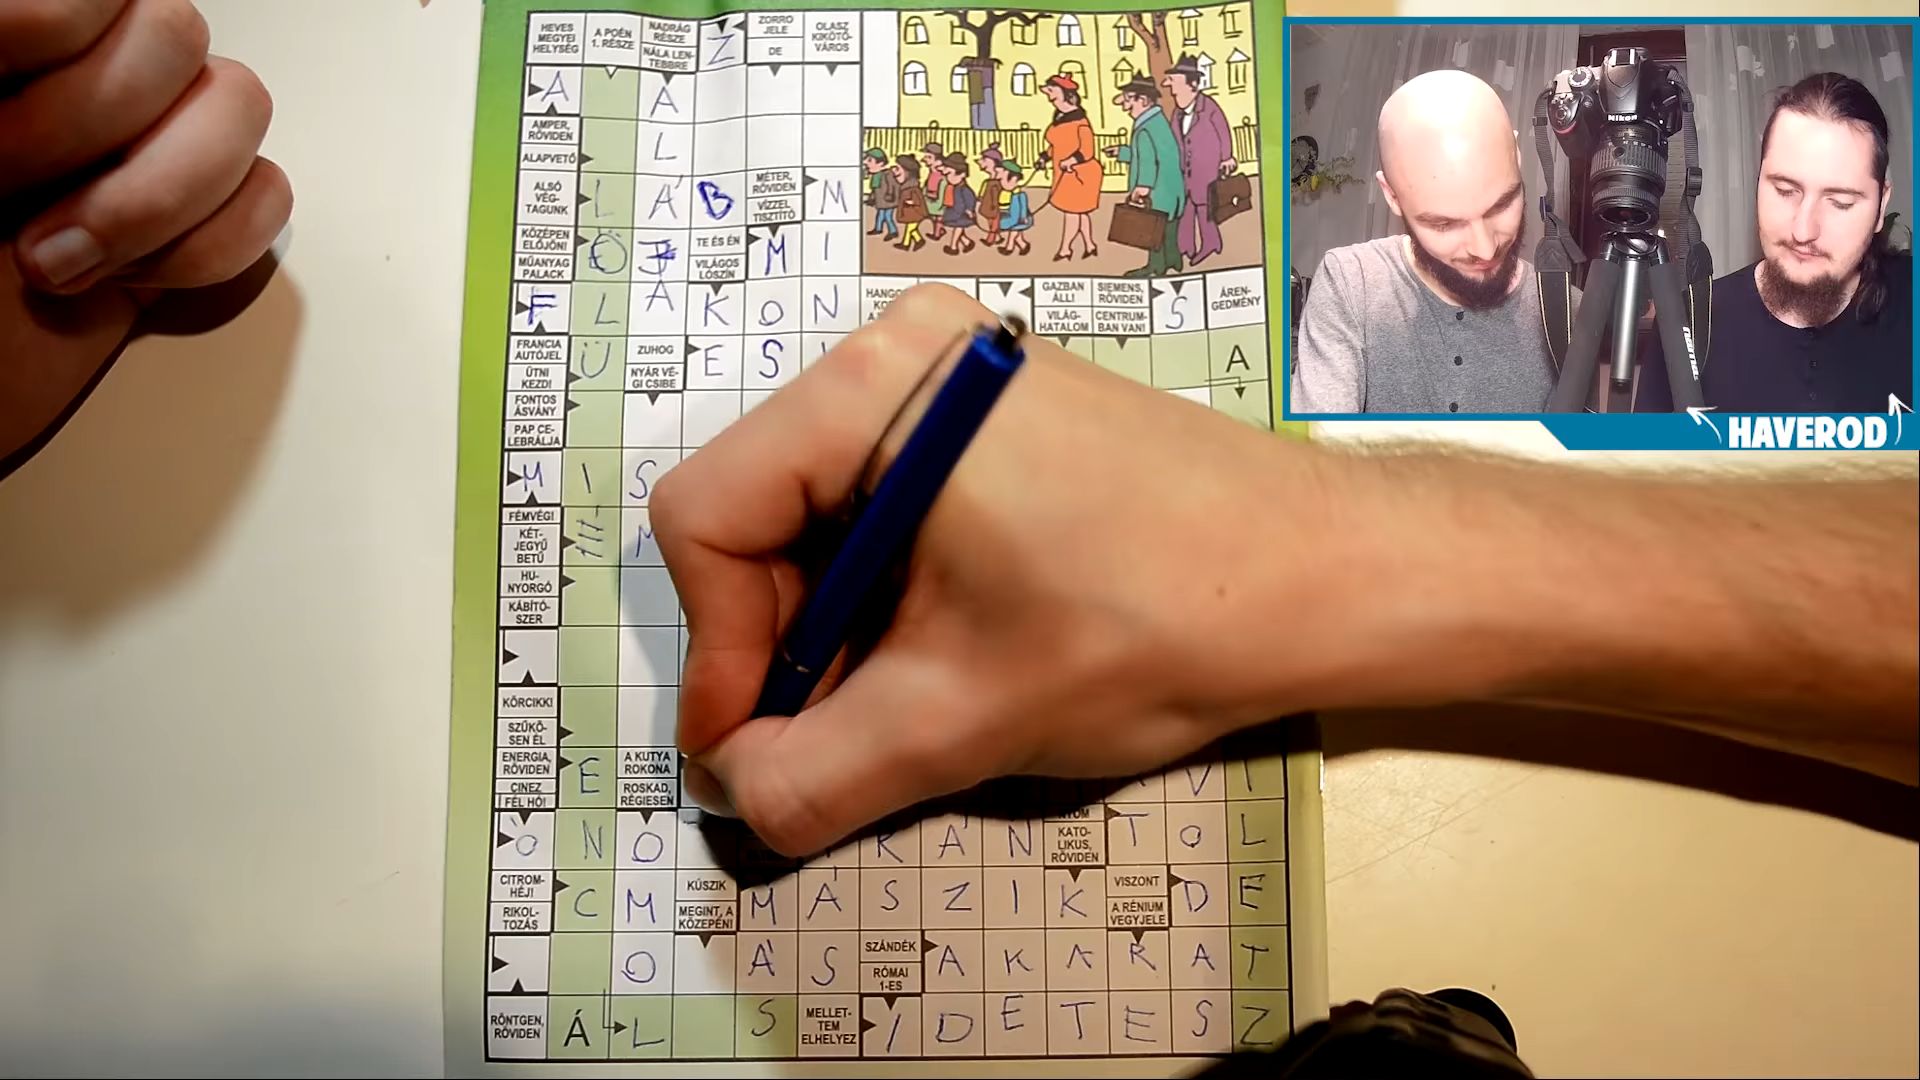 HEVES MEGYEI HELYSÉG
A POÉN 1. RÉSZE
NADRÁG RÉSZE
NÁLA LENTEBBRE
Z
ZORRO JELE
DE
OLASZ KIKÖTŐVÁROS
A A
AMPER, RÖVIDEN
ALAPVETŐ
L
ALSÓ VÉGTAGUNK
L Á B
MÉTER, RÖVIDEN
VÍZZEL TISZTÍTÓ
M
KÖZÉPEN ELŐJÖN!
MŰANYAG PALACK
Ö J
TE ÉS ÉN
VILÁGOS LÓSZÍN
M I
F L A K O N
GAZBAN ÁLL!
VILÁGHATALOM
SIEMENS, RÖVIDEN
CENTRUMBAN VAN!
S
ÁRENGEDMÉNY
FRANCIA AUTÓJEL
ÜTNI KEZD!
Ü
ZUHOG
NYÁR VÉGI CSIBE
E S
A
FONTOS ÁSVÁNY
PAP CELEBRÁLJA
M I S
FÉMVÉG!
KÉTJEGYŰ BETŰ
HUNYORGÓ
KÁBÍTÓSZER
KÖRCIKK!
SZŰKÖSEN ÉL
ENERGIA, RÖVIDEN
CINEZ
FÉL HÓ!
E
A KUTYA ROKONA
ROSKAD, RÉGIESEN
V I
Ó N O
R Á N
KATOLIKUS, RÖVIDEN
T O L
CITROMHÉJ!
RIKOLTOZÁS
C M
KÚSZIK
MEGINT, A KÖZEPÉN!
M Á S Z I K
VISZONT
A RÉNIUM VEGYJELE
D E
O Á S
SZÁNDÉK
RÓMAI 1-ES
A K A R A T
RÖNTGEN, RÖVIDEN
Á L S
MELLETTEM ELHELYEZ
I D E T E S Z
Nikon
HAVEROD